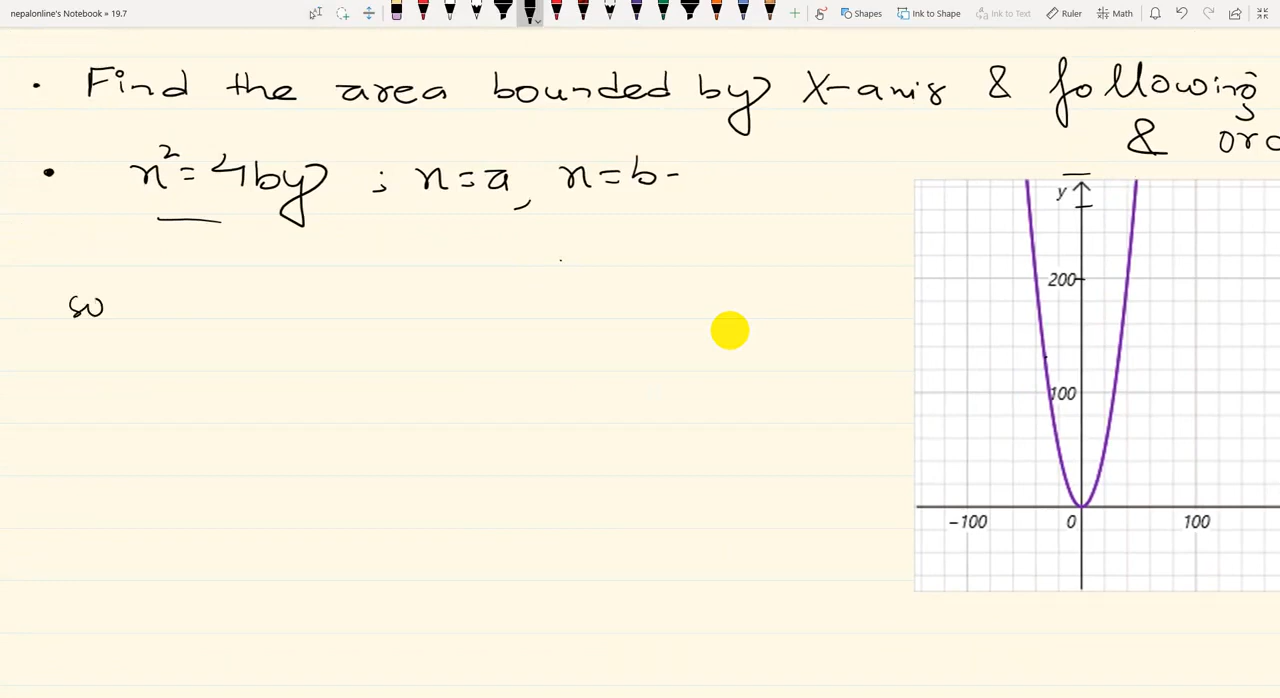 nepalonline's Notebook » 19.7
Shapes Ink to Shape Ink to Text Ruler Math
• Find the area bounded by X-axis & following
& 
• x² = 4by ; x = a, x = b
so
y
200
100
-100 0 100